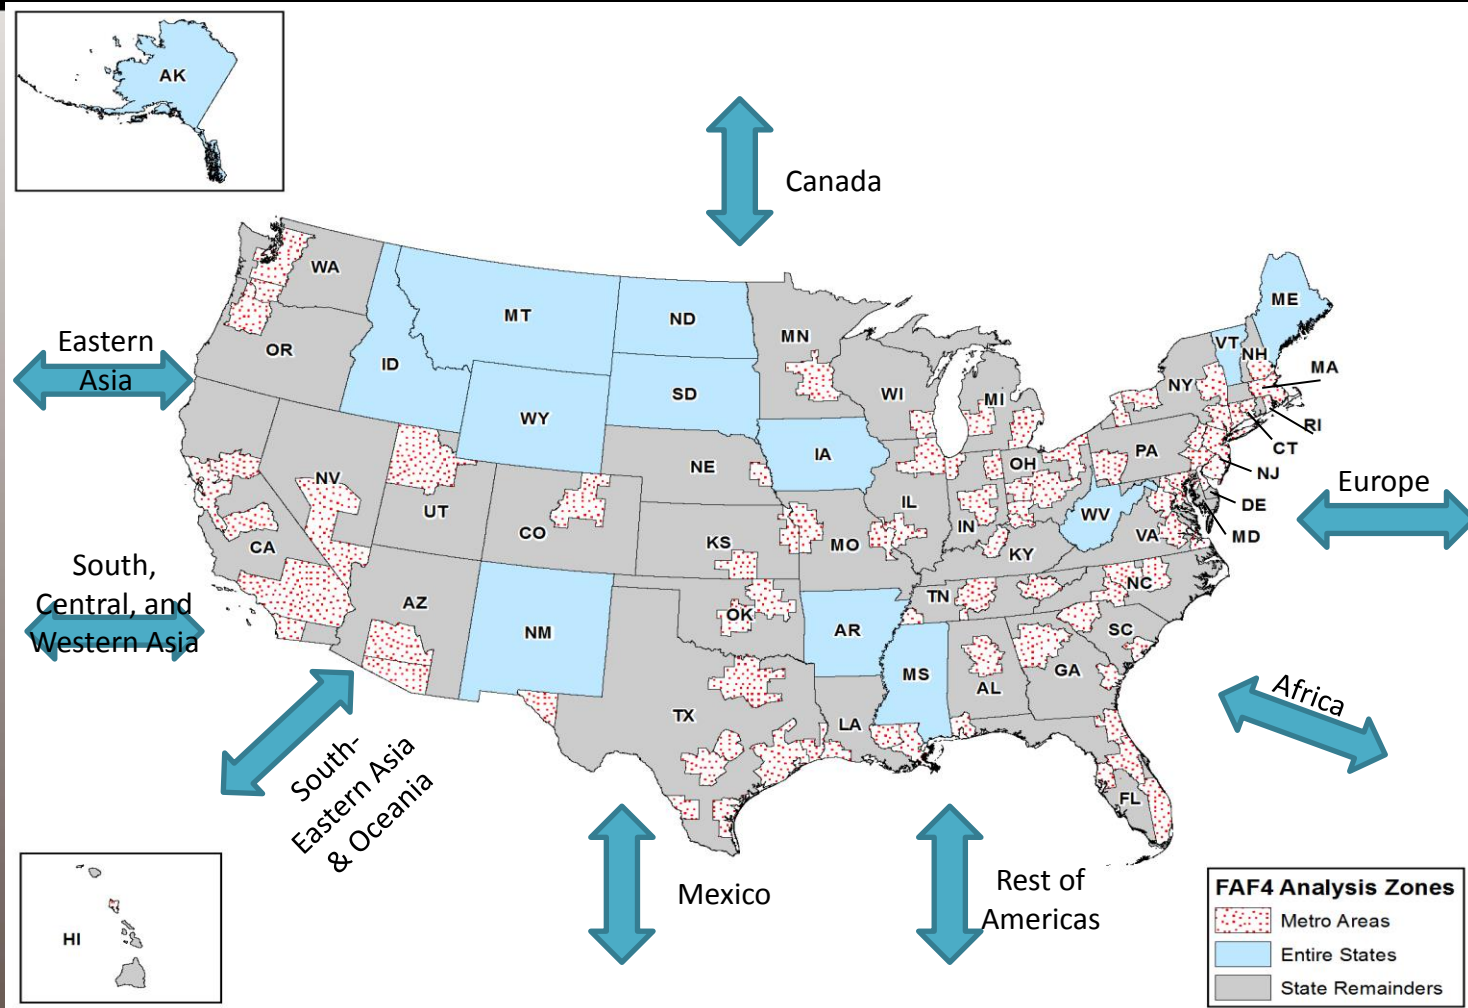 AK
Canada
WA
MT
ND
MN
ME
VT
NH
Eastern
Asia
OR
ID
SD
WI
MI
NY
MA
WY
RI
IA
NE
OH
PA
CT
NV
NJ
UT
CO
IL
IN
WV
DE
Europe
CA
KS
MO
KY
VA
MD
South,
Central, and
Western Asia
AZ
NM
OK
AR
TN
NC
SC
MS
AL
GA
TX
LA
Africa
South-
Eastern Asia
& Oceania
FL
Mexico
Rest of
Americas
HI
FAF4 Analysis Zones
Metro Areas
Entire States
State Remainders